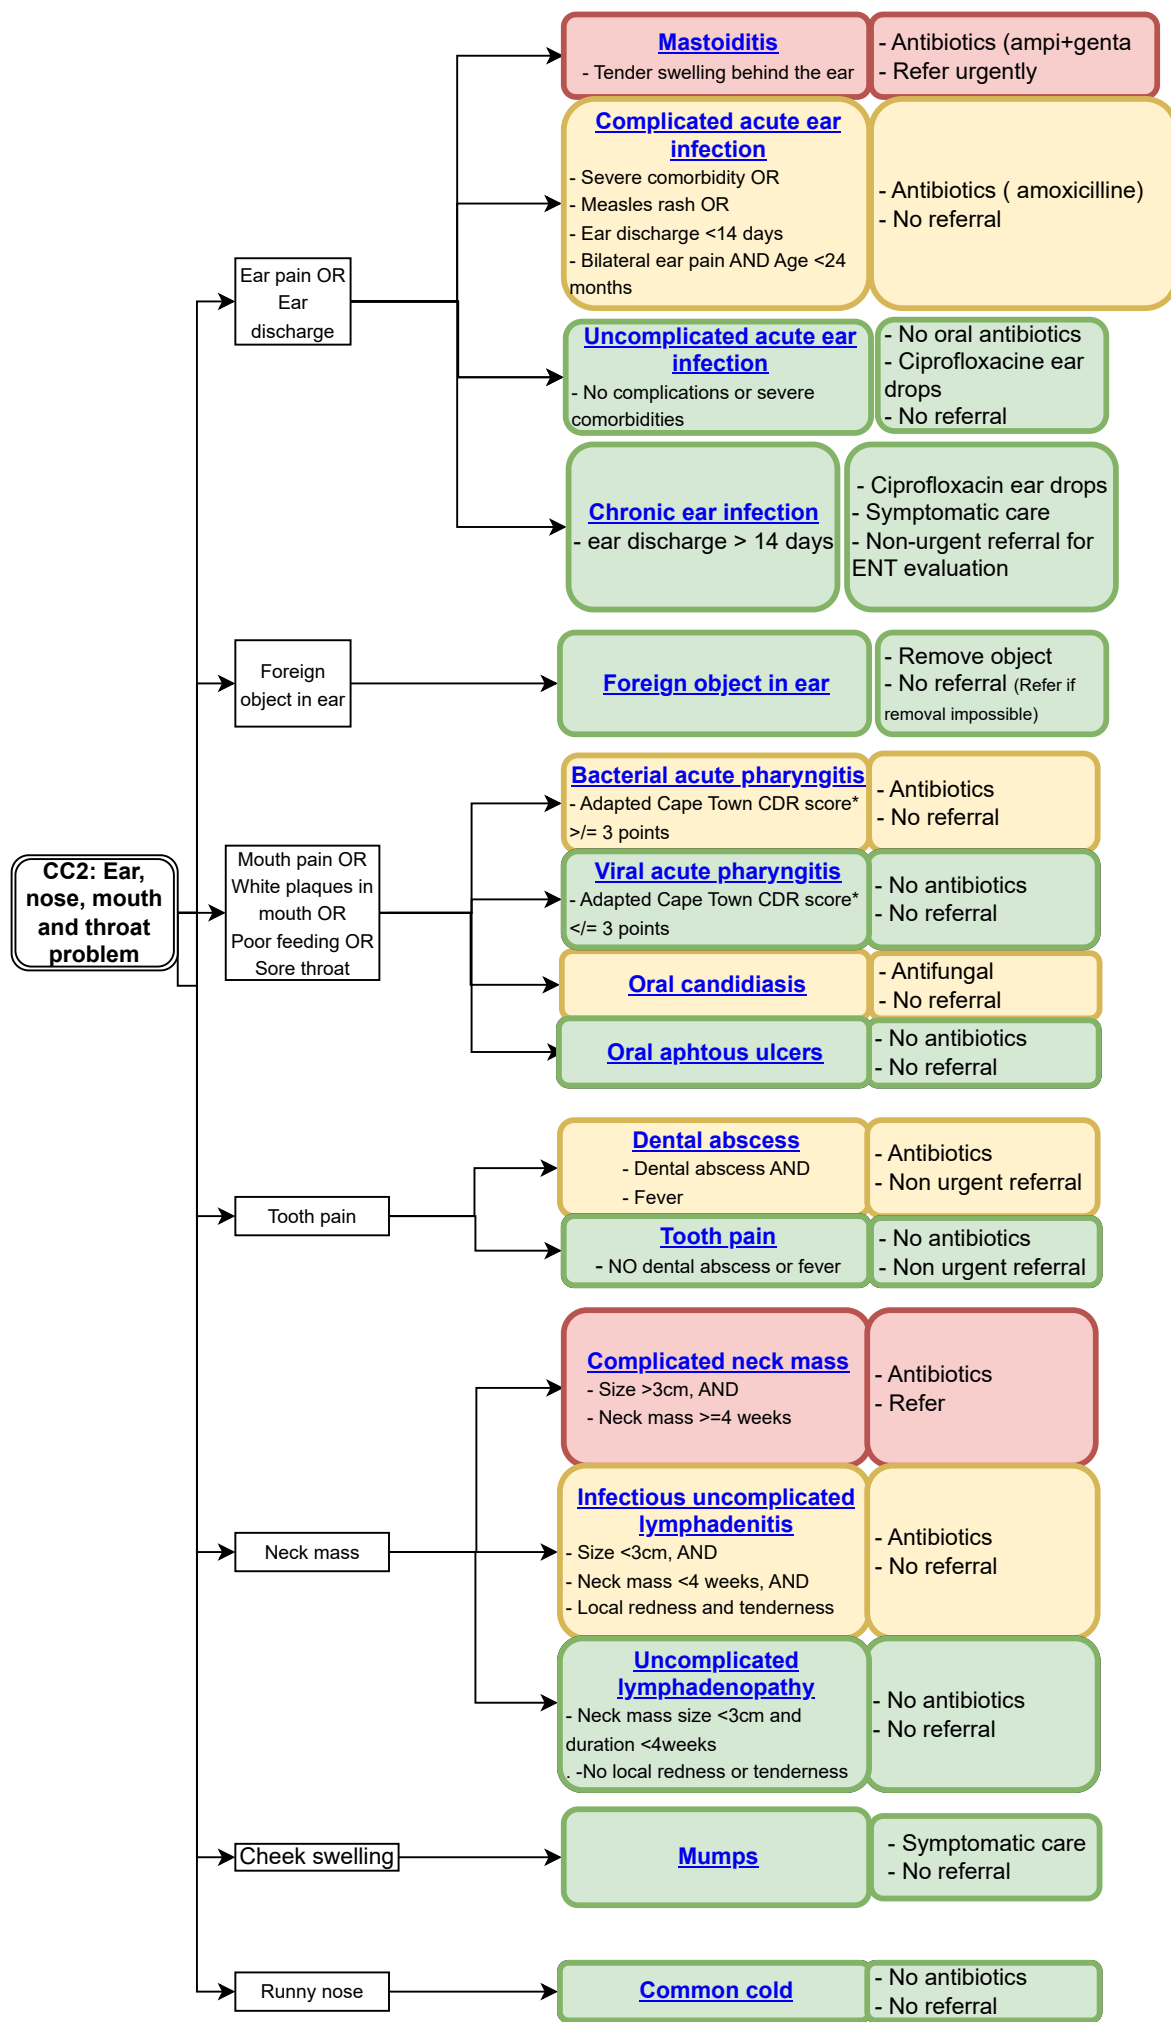 CC2: Ear,
nose, mouth
and throat
problem
Ear pain OR
Ear
discharge
Mastoiditis
- Tender swelling behind the ear
- Antibiotics (ampi+genta
- Refer urgently
Complicated acute ear
infection
- Severe comorbidity OR
- Measles rash OR
- Ear discharge <14 days
- Bilateral ear pain AND Age <24
months
- Antibiotics ( amoxicilline)
- No referral
Uncomplicated acute ear
infection
- No complications or severe
comorbidities
- No oral antibiotics
- Ciprofloxacine ear
drops
- No referral
Chronic ear infection
- ear discharge > 14 days
- Ciprofloxacin ear drops
- Symptomatic care
- Non-urgent referral for
ENT evaluation
Foreign
object in ear
Foreign object in ear
- Remove object
- No referral (Refer if
removal impossible)
Mouth pain OR
White plaques in
mouth OR
Poor feeding OR
Sore throat
Bacterial acute pharyngitis
- Adapted Cape Town CDR score*
>/= 3 points
- Antibiotics
- No referral
Viral acute pharyngitis
- Adapted Cape Town CDR score*
</= 3 points
- No antibiotics
- No referral
Oral candidiasis
- Antifungal
- No referral
Oral aphtous ulcers
- No antibiotics
- No referral
Tooth pain
Dental abscess
- Dental abscess AND
- Fever
- Antibiotics
- Non urgent referral
Tooth pain
- NO dental abscess or fever
- No antibiotics
- Non urgent referral
Neck mass
Complicated neck mass
- Size >3cm, AND
- Neck mass >=4 weeks
- Antibiotics
- Refer
Infectious uncomplicated
lymphadenitis
- Size <3cm, AND
- Neck mass <4 weeks, AND
- Local redness and tenderness
- Antibiotics
- No referral
Uncomplicated
lymphadenopathy
- Neck mass size <3cm and
duration <4weeks
. -No local redness or tenderness
- No antibiotics
- No referral
Cheek swelling
Mumps
- Symptomatic care
- No referral
Runny nose
Common cold
- No antibiotics
- No referral